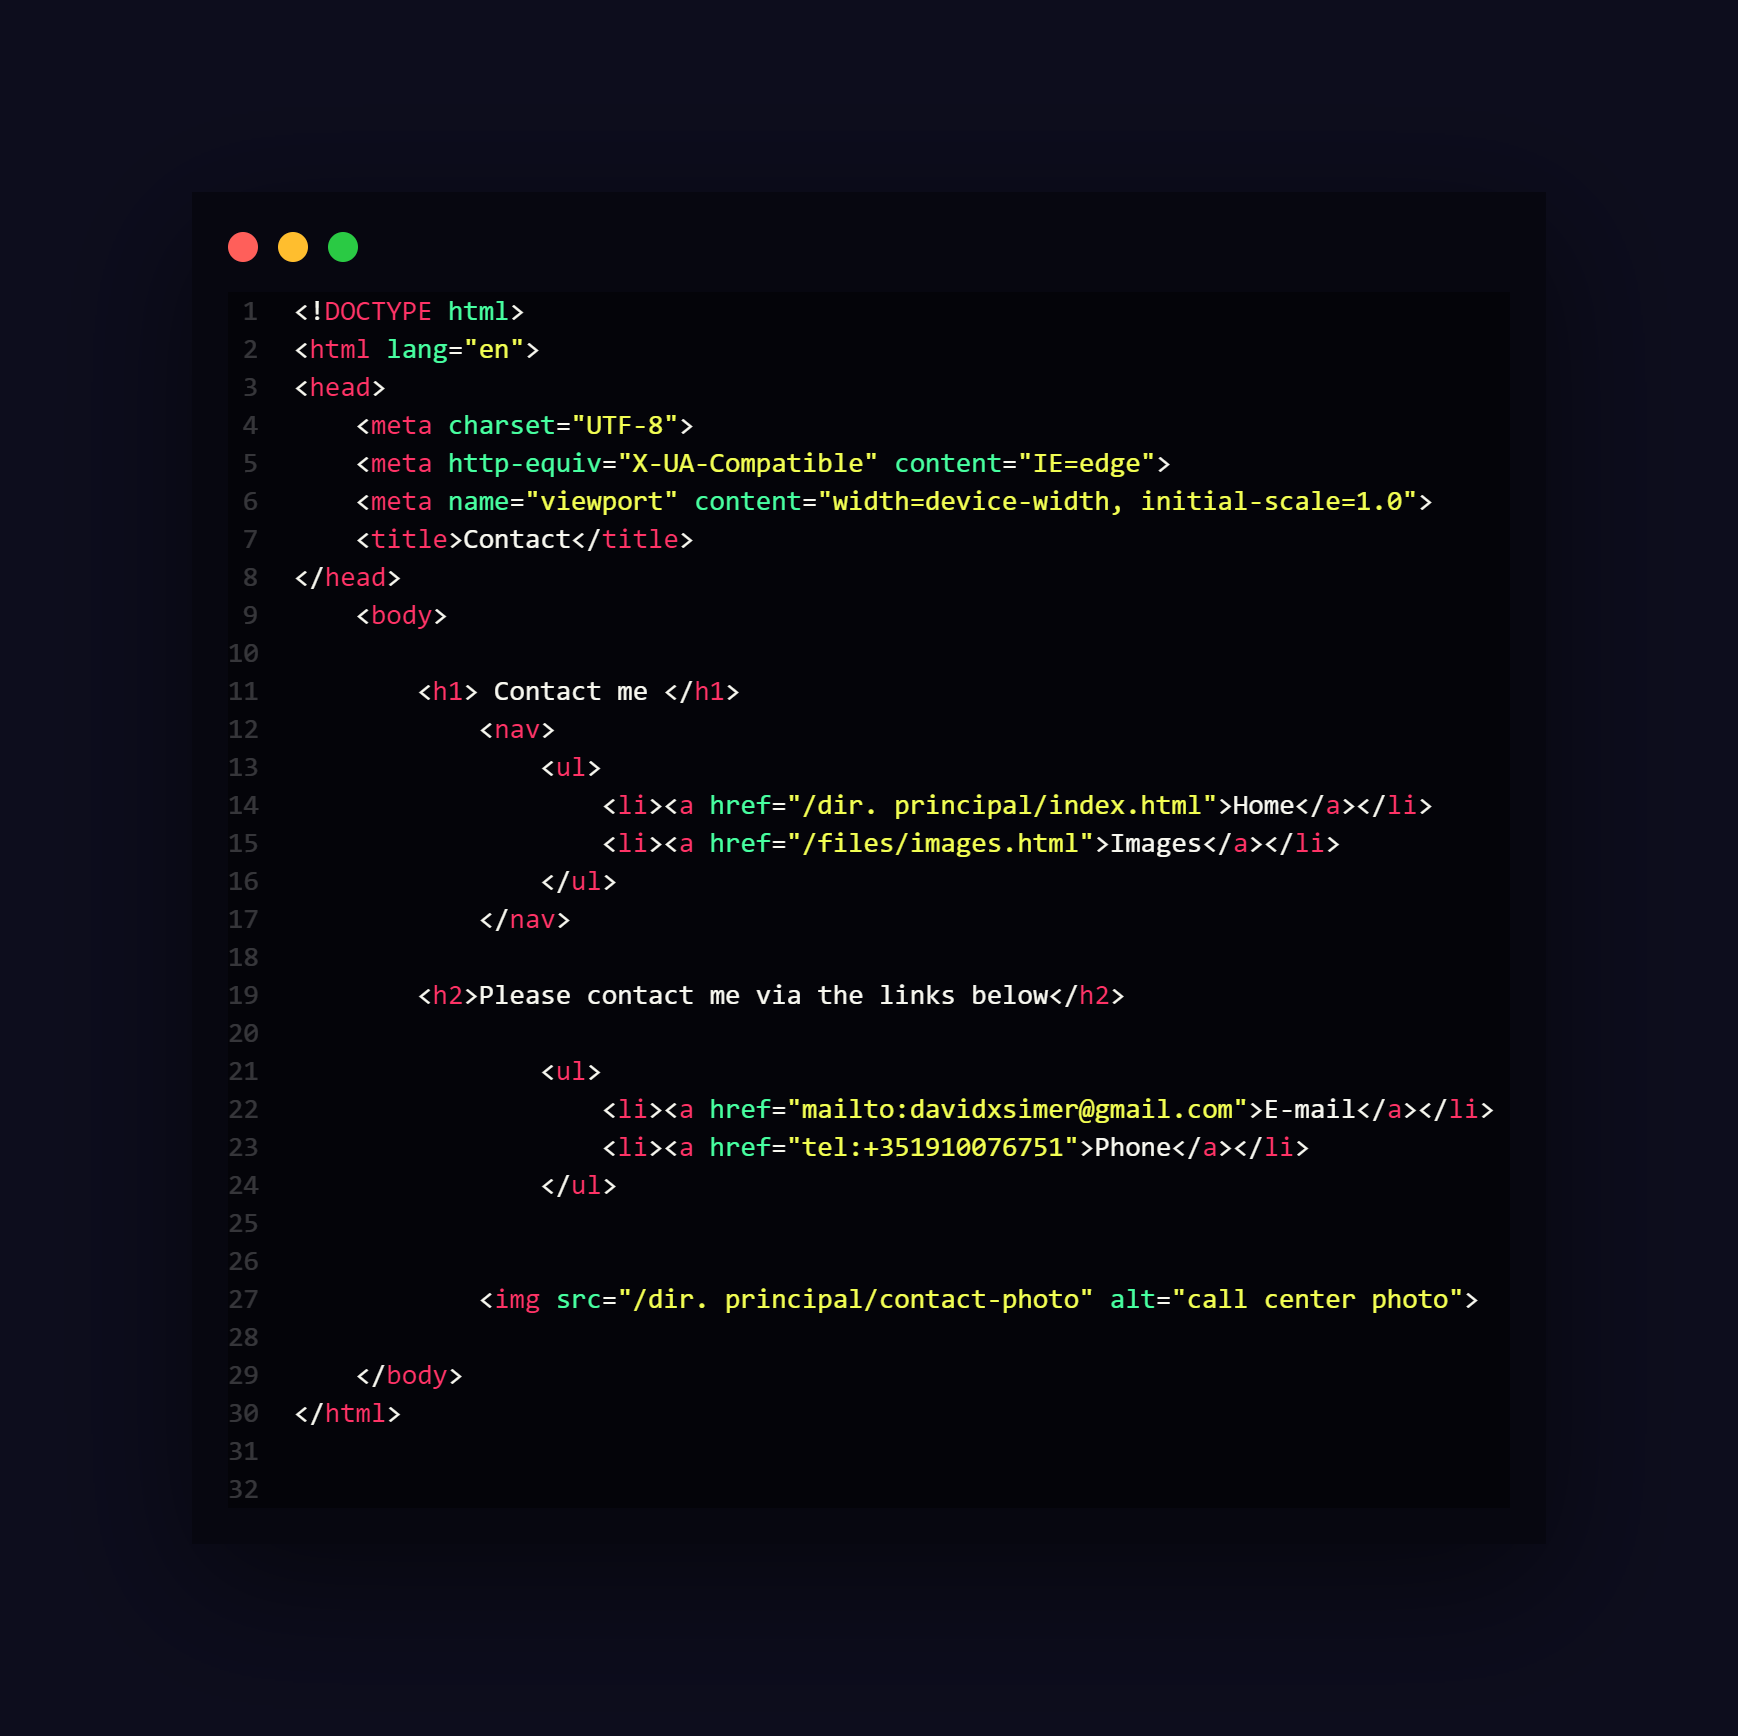 1 <!DOCTYPE html>
2 <html lang="en">
3 <head>
4     <meta charset="UTF-8">
5     <meta http-equiv="X-UA-Compatible" content="IE=edge">
6     <meta name="viewport" content="width=device-width, initial-scale=1.0">
7     <title>Contact</title>
8 </head>
9     <body>
10
11         <h1> Contact me </h1>
12             <nav>
13                 <ul>
14                     <li><a href="/dir. principal/index.html">Home</a></li>
15                     <li><a href="/files/images.html">Images</a></li>
16                 </ul>
17             </nav>
18
19         <h2>Please contact me via the links below</h2>
20
21                 <ul>
22                     <li><a href="mailto:davidxsimer@gmail.com">E-mail</a></li>
23                     <li><a href="tel:+351910076751">Phone</a></li>
24                 </ul>
25
26
27             <img src="/dir. principal/contact-photo" alt="call center photo">
28
29     </body>
30 </html>
31
32